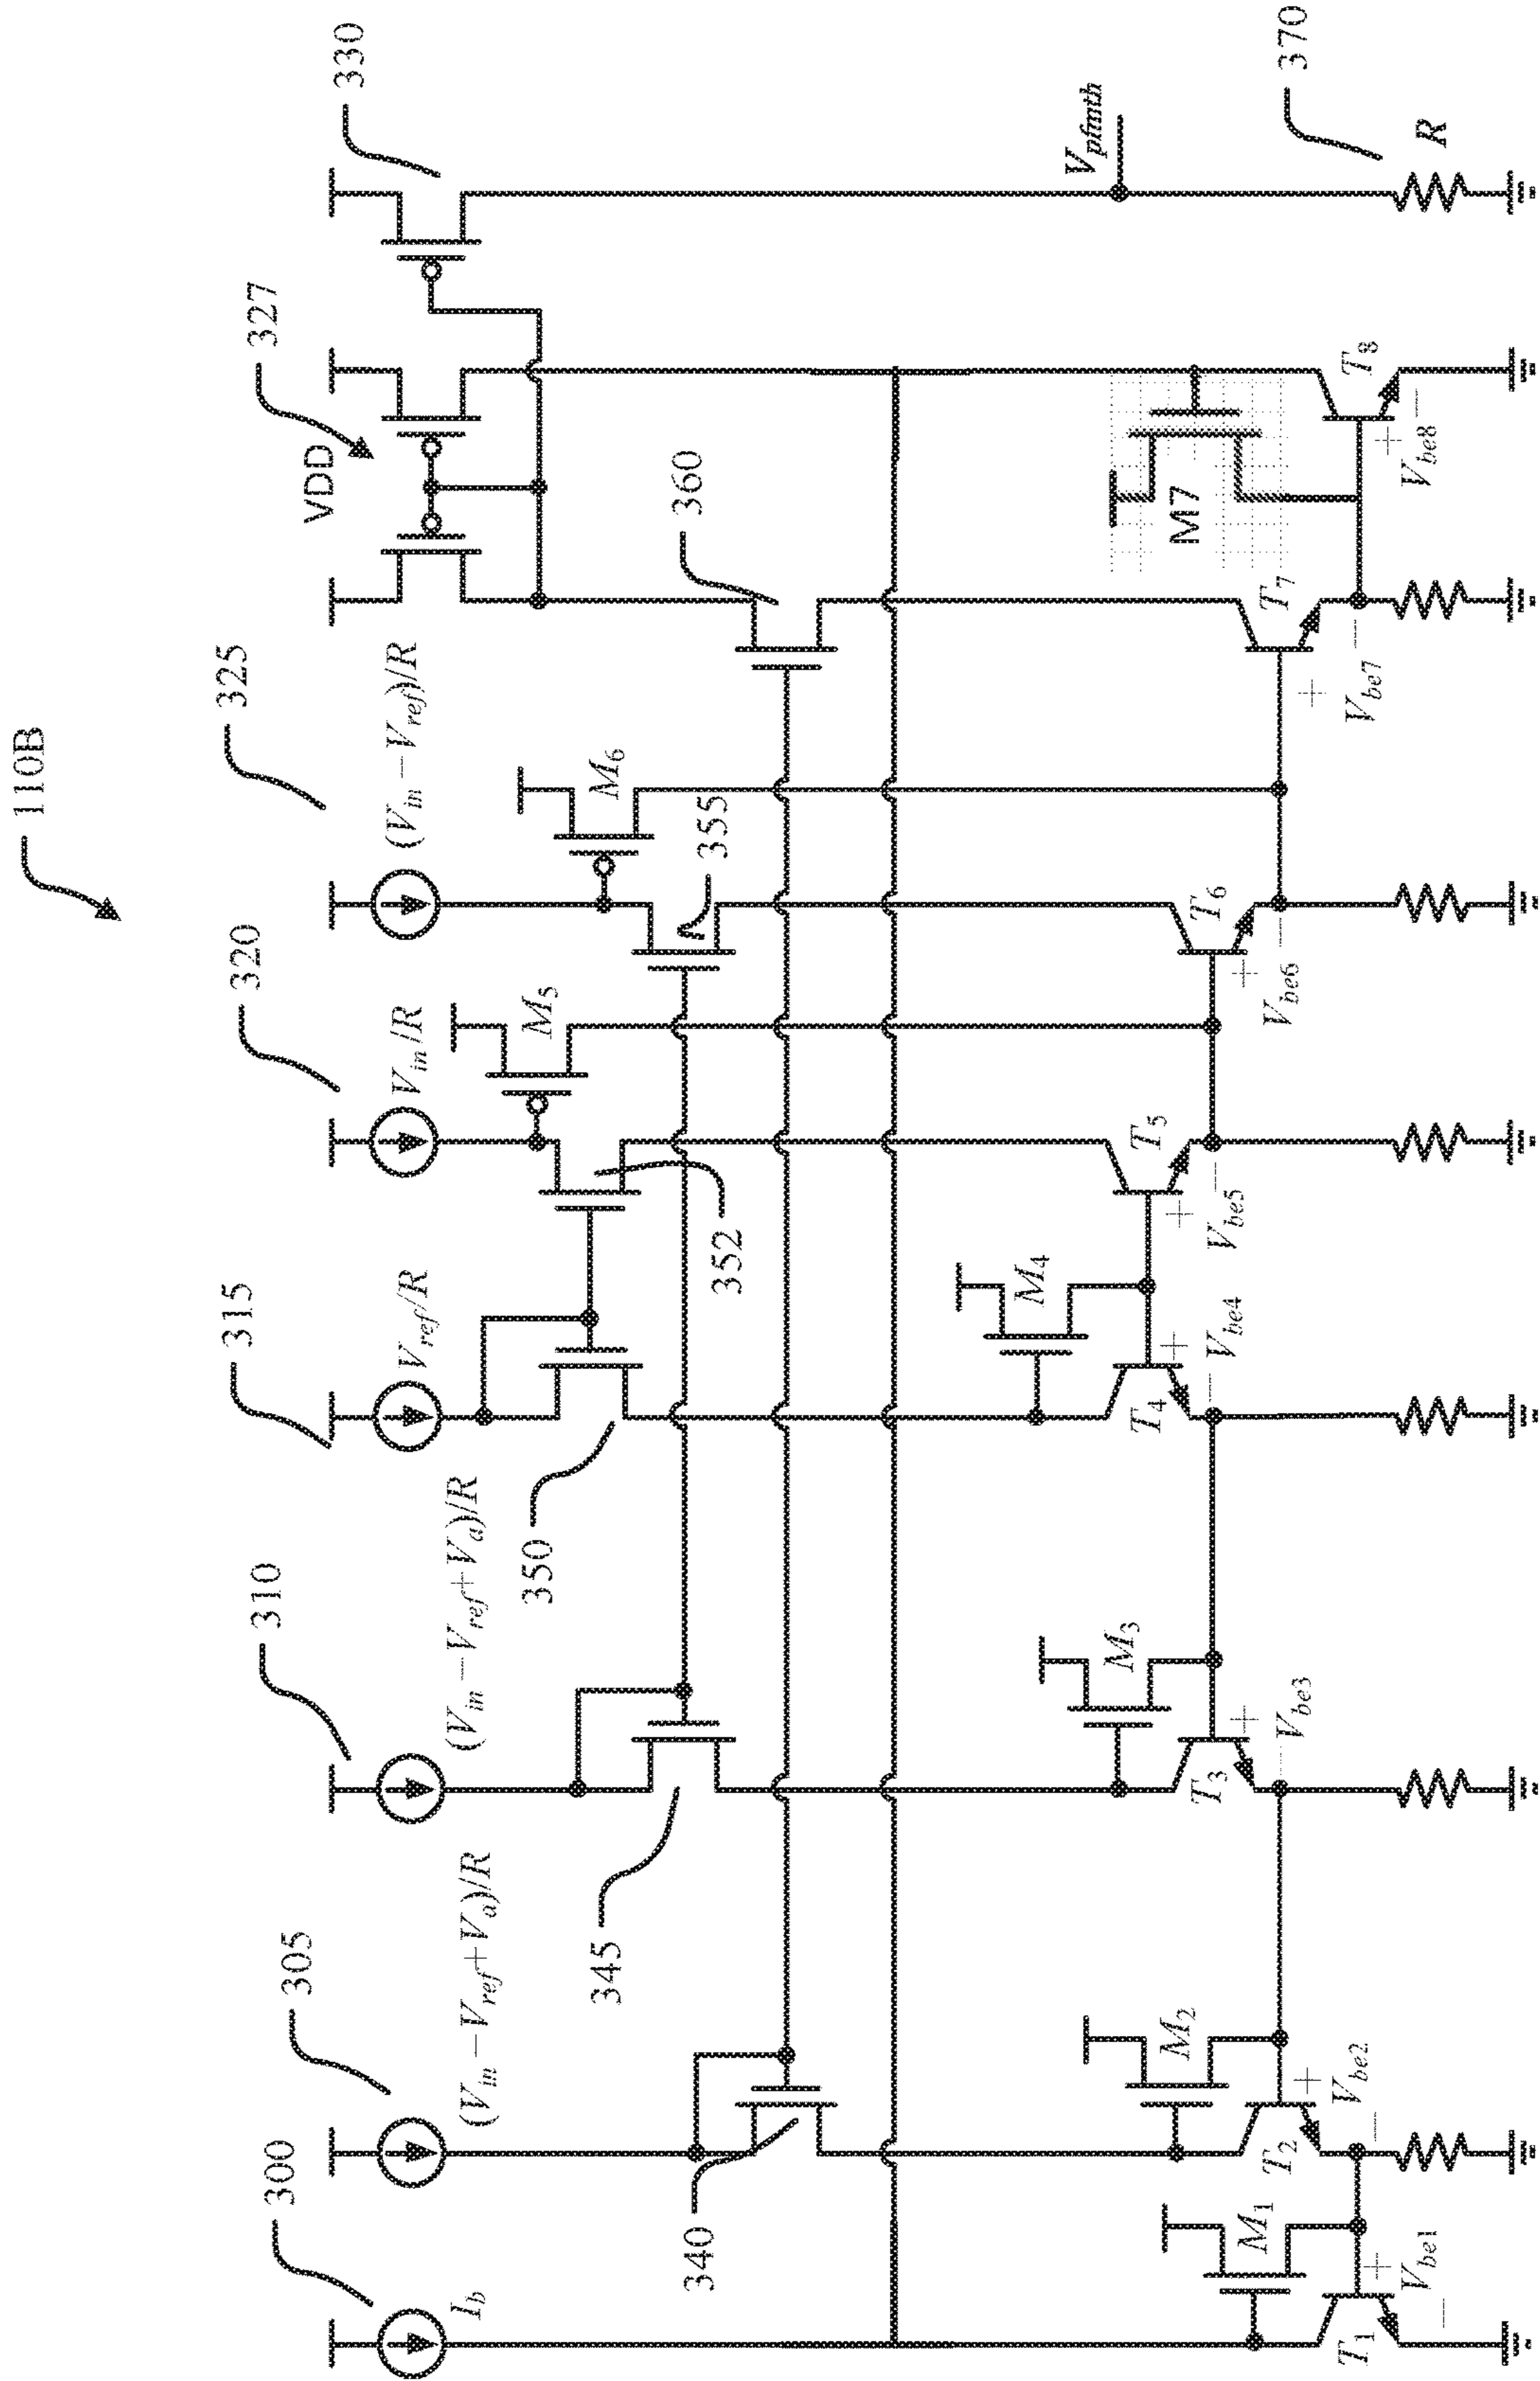 110B
300
305
310
315
320
325
327
330
I_b
(V_in − V_ref + V_a)/R
(V_in − V_ref + V_a)/R
V_ref/R
V_in/R
(V_in − V_ref)/R
VDD
340
345
350
352
355
360
370
M_1
M_2
M_3
M_4
M_5
M_6
M7
T_1
T_2
T_3
T_4
T_5
T_6
T_7
T_8
− V_be1 +
− V_be2 +
− V_be3 +
− V_be4 +
+ V_be5 −
+ V_be6 −
+ V_be7 −
+ V_be8 −
V_pfmth
R